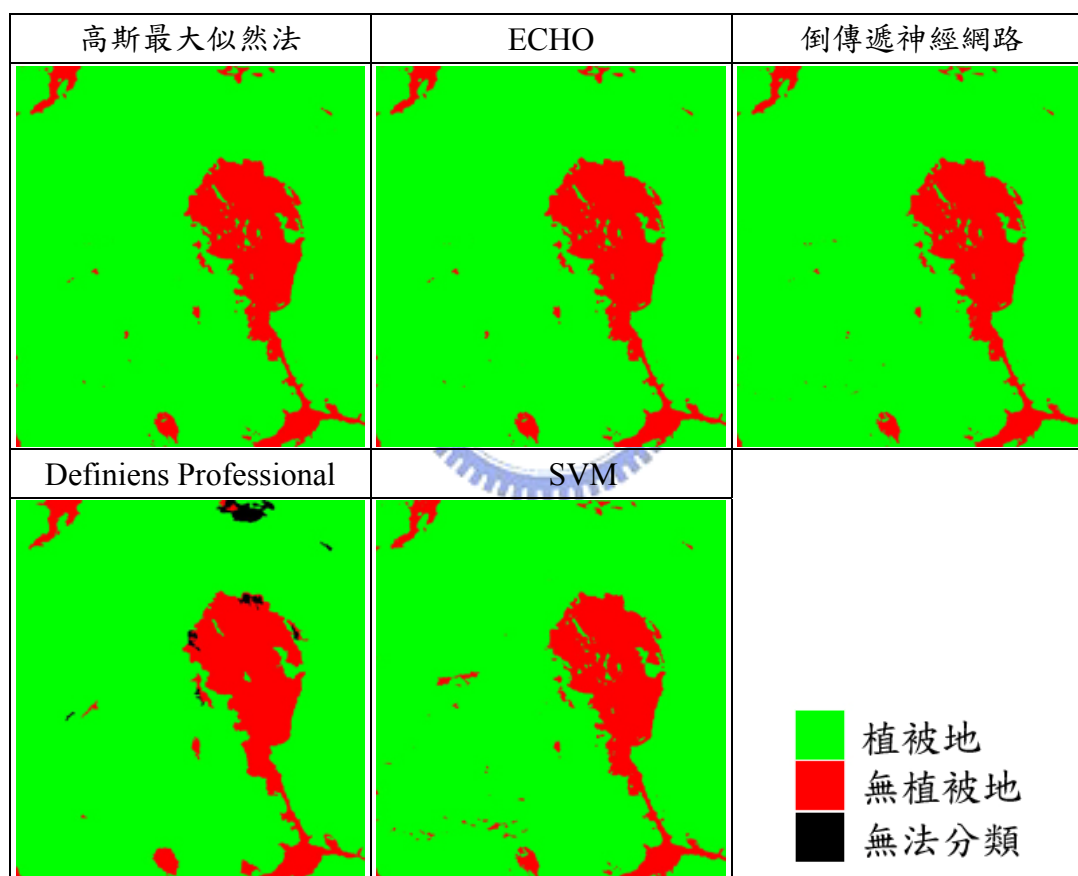 高斯最大似然法
ECHO
倒傳遞神經網路
Definiens Professional
SVM
植被地
無植被地
無法分類